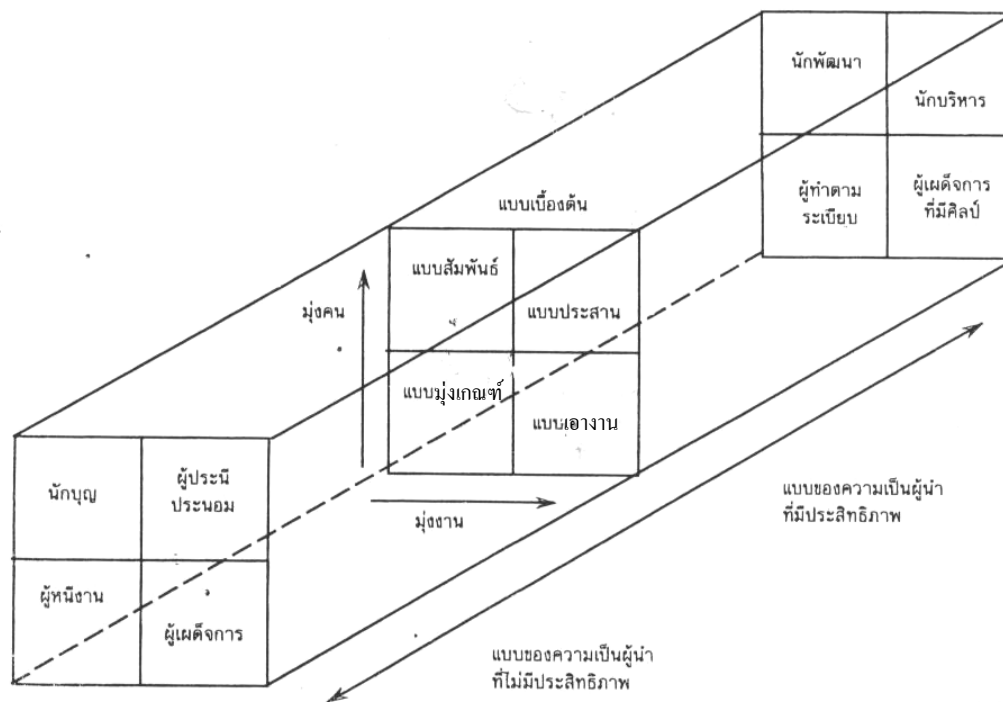 นักพัฒนา
นักบริหาร
ผู้ทำตาม
ระเบียบ
ผู้เผด็จการ
ที่มีศิลป์
แบบเบื้องต้น
แบบสัมพันธ์
แบบประสาน
มุ่งคน
แบบมุ่งเกณฑ์
แบบเอางาน
มุ่งงาน
นักบุญ
ผู้ประนี
ประนอม
ผู้หนีงาน
ผู้เผด็จการ
แบบของความเป็นผู้นำ
ที่มีประสิทธิภาพ
แบบของความเป็นผู้นำ
ที่ไม่มีประสิทธิภาพ